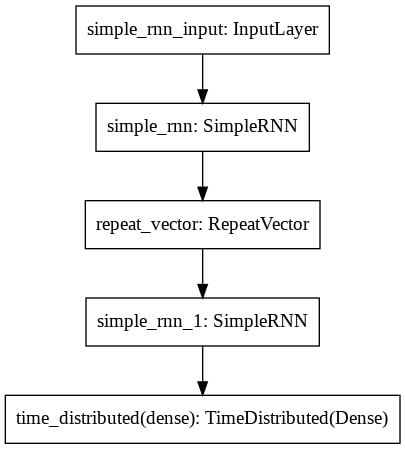 simple_rnn_input: InputLayer
simple_rnn: SimpleRNN
repeat_vector: RepeatVector
simple_rnn_1: SimpleRNN
time_distributed(dense): TimeDistributed(Dense)